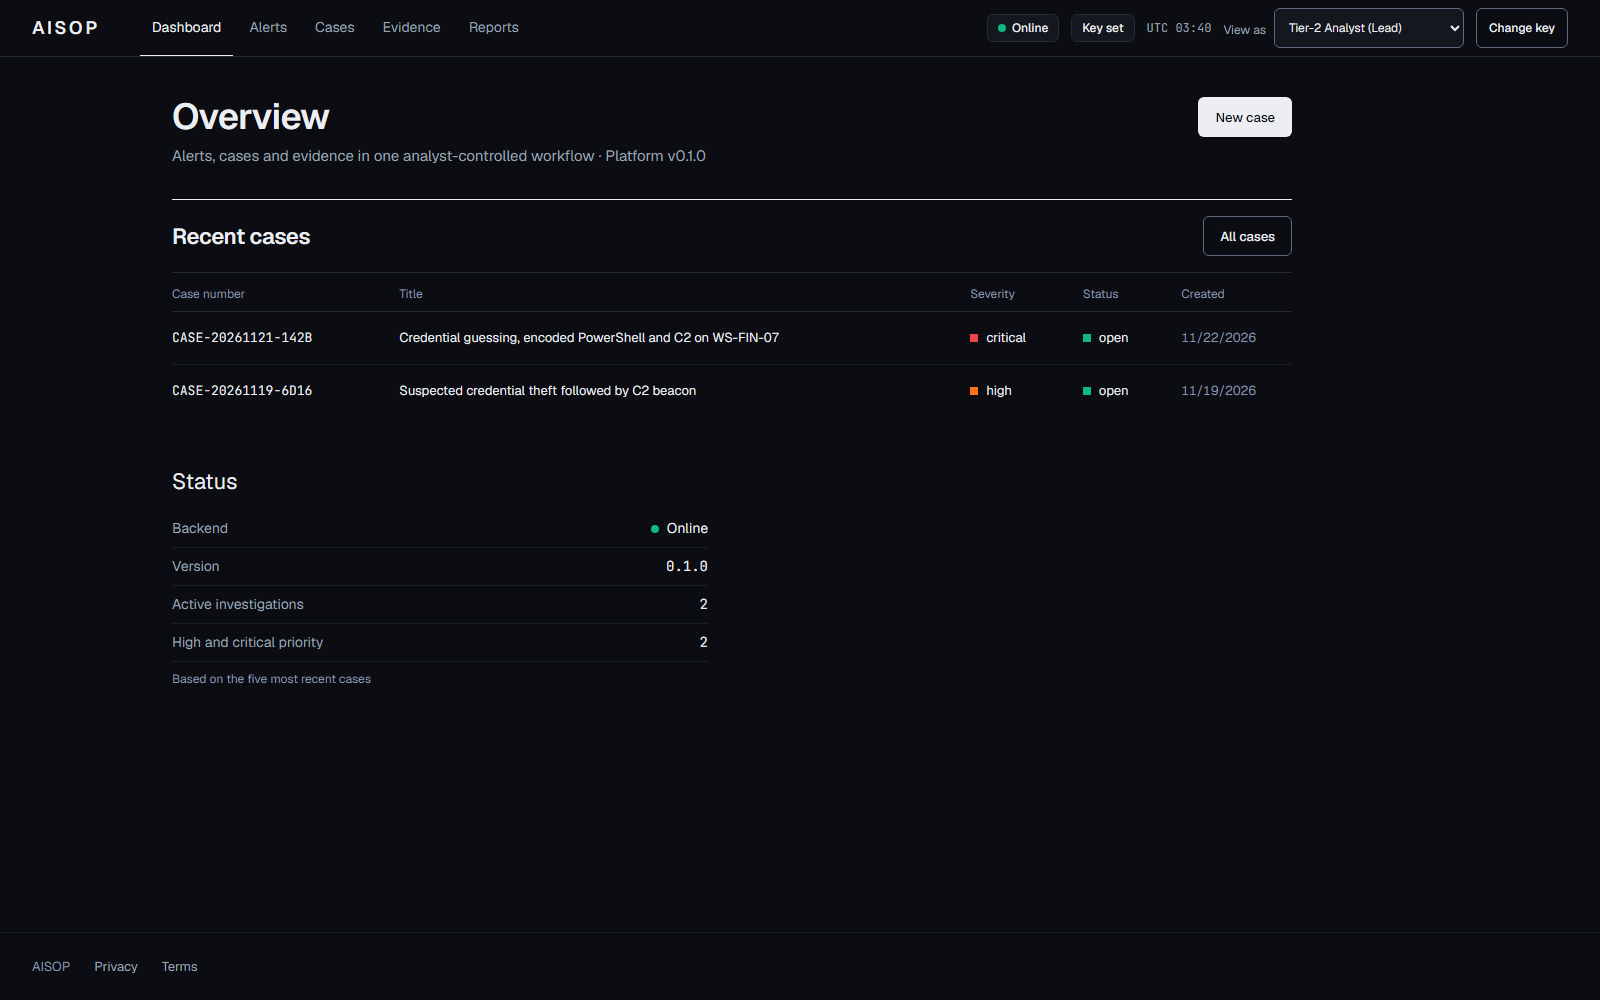 AISOP Dashboard Alerts Cases Evidence Reports Online Key set UTC 03:40 View as Tier-2 Analyst (Lead) Change key
Overview
New case
Alerts, cases and evidence in one analyst-controlled workflow · Platform v0.1.0
Recent cases
All cases
Case number Title Severity Status Created
CASE-20261121-142B Credential guessing, encoded PowerShell and C2 on WS-FIN-07 critical open 11/22/2026
CASE-20261119-6D16 Suspected credential theft followed by C2 beacon high open 11/19/2026
Status
Backend Online
Version 0.1.0
Active investigations 2
High and critical priority 2
Based on the five most recent cases
AISOP Privacy Terms